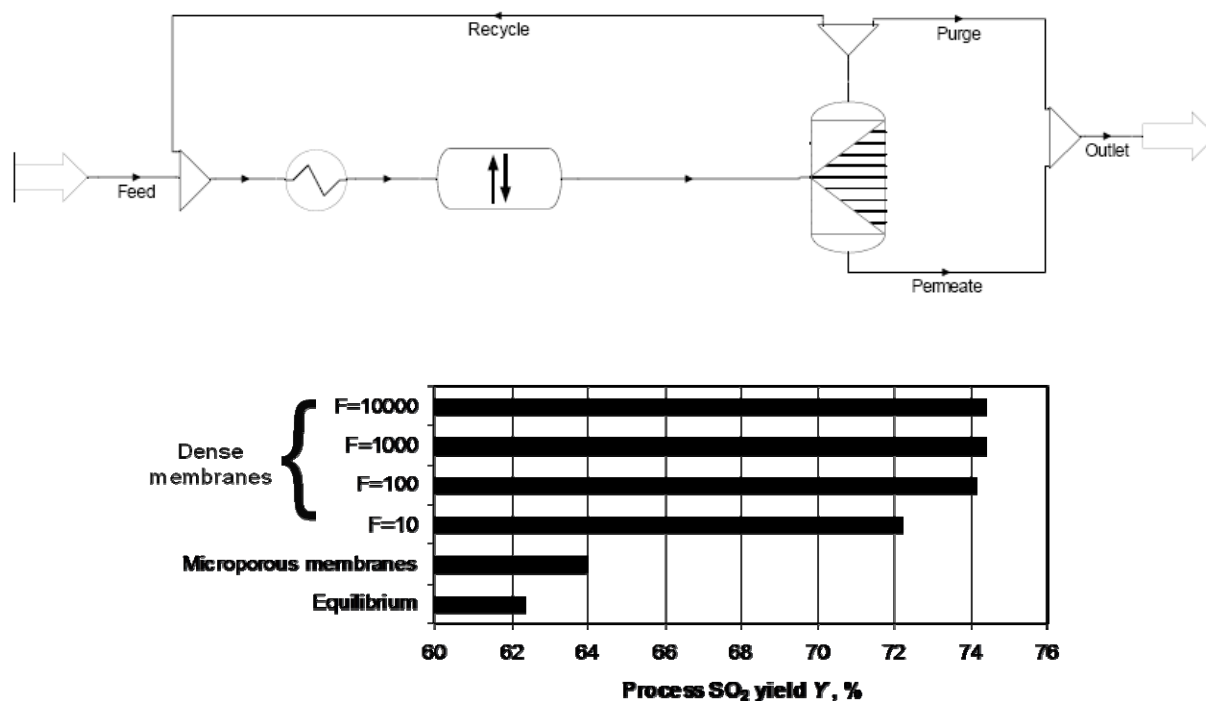 Recycle
Purge
Feed
Outlet
Permeate
Dense
membranes
F=10000
F=1000
F=100
F=10
Microporous membranes
Equilibrium
60 62 64 66 68 70 72 74 76
Process SO₂ yield Y, %